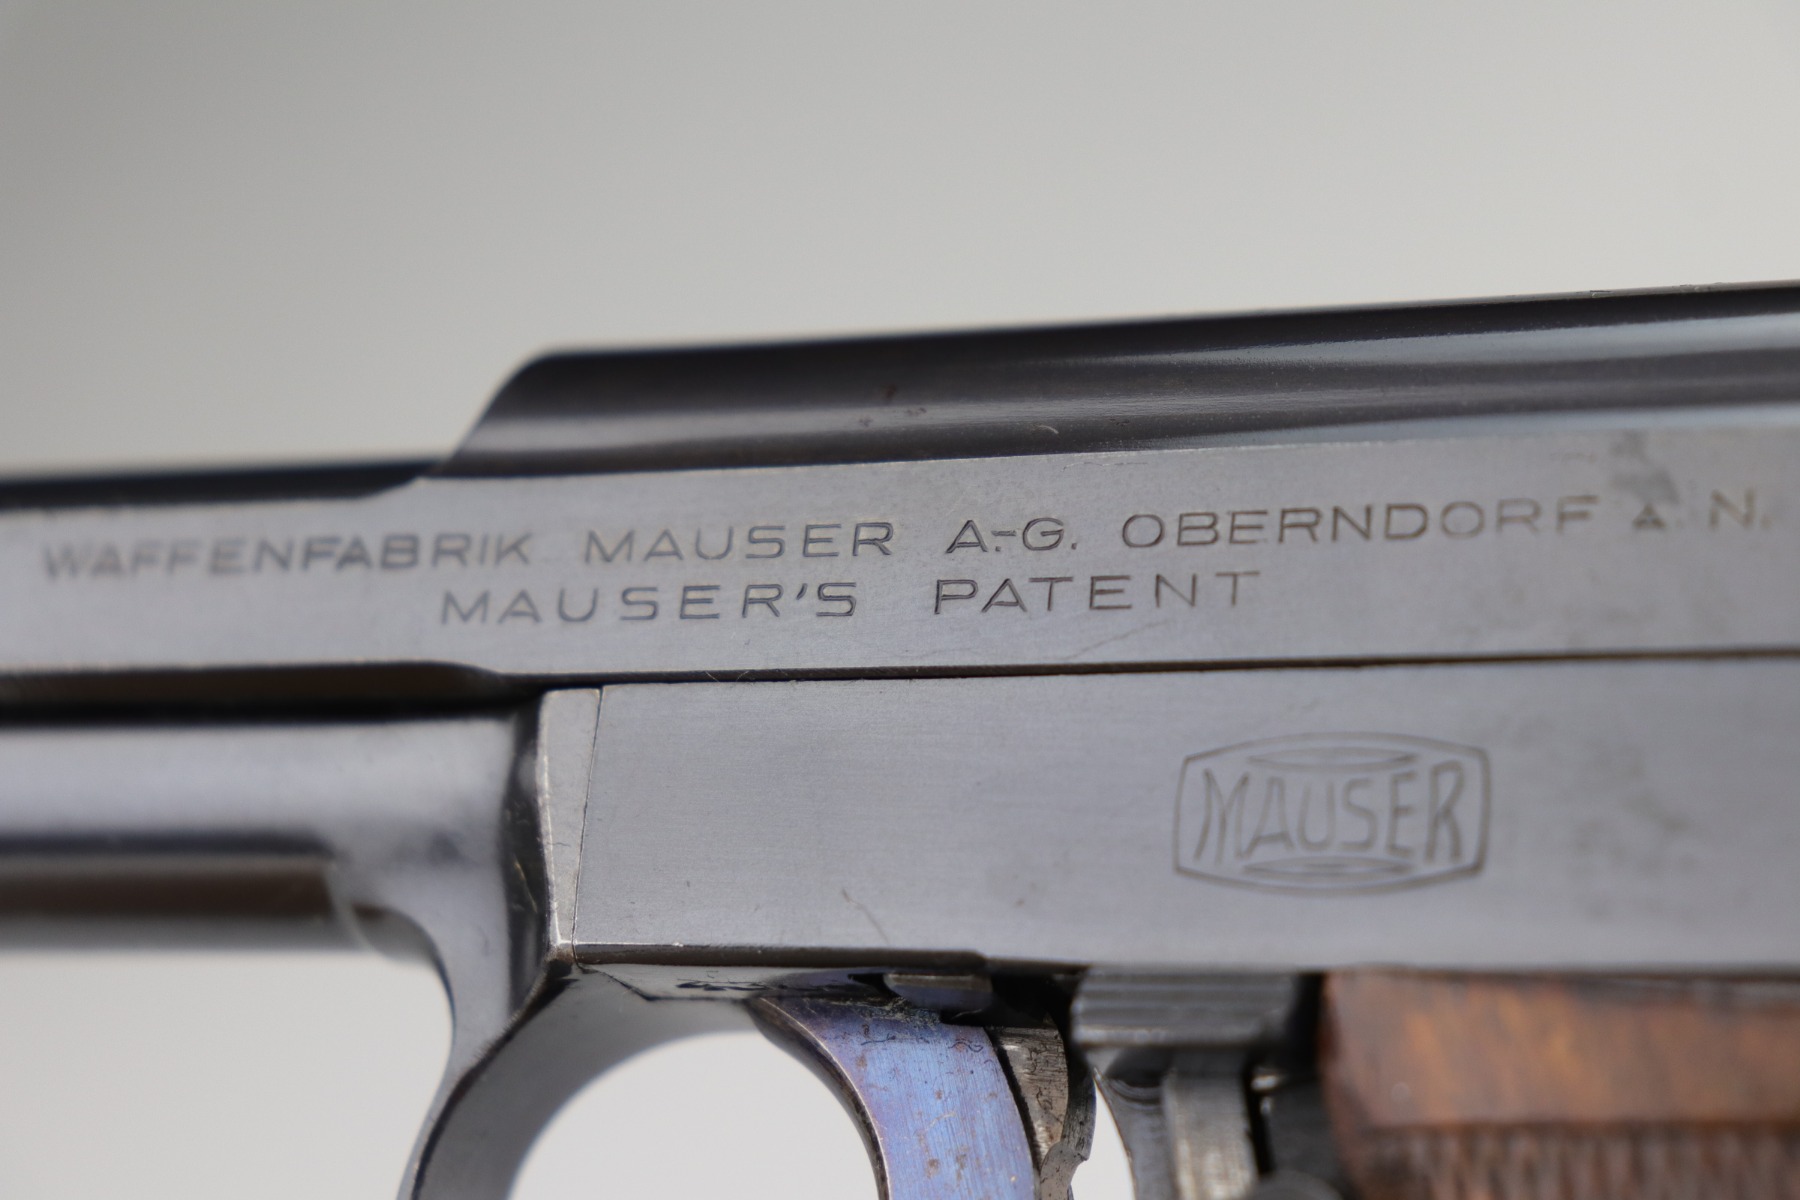 WAFFENFABRIK MAUSER A.-G. OBERNDORF A. N.
MAUSER'S PATENT
MAUSER